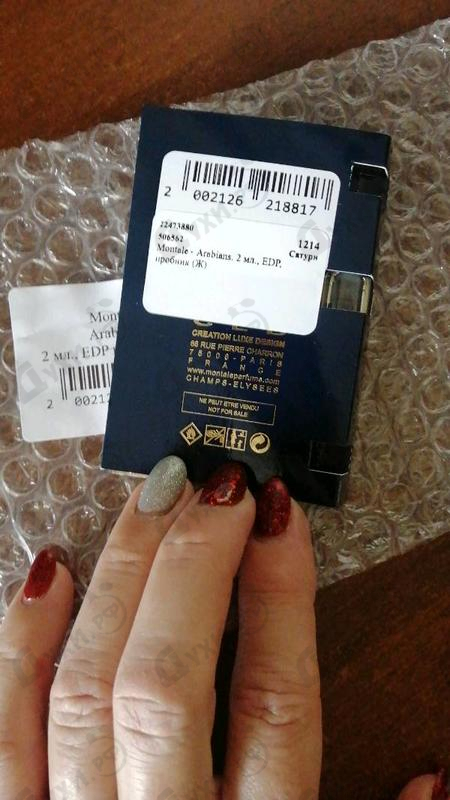 2 002126 218817
22473880
506562
1214
Сатурн
Montale - Arabians, 2 мл., EDP,
пробник (Ж)
CREATION LUXE DESIGN
68 RUE PIERRE CHARRON
75008 - PARIS
FRANCE
www.montaleparfums.com
CHAMPS-ELYSEES
NE PEUT ETRE VENDU
NOT FOR SALE
2 мл., EDP
2
ДУХИ.РФ